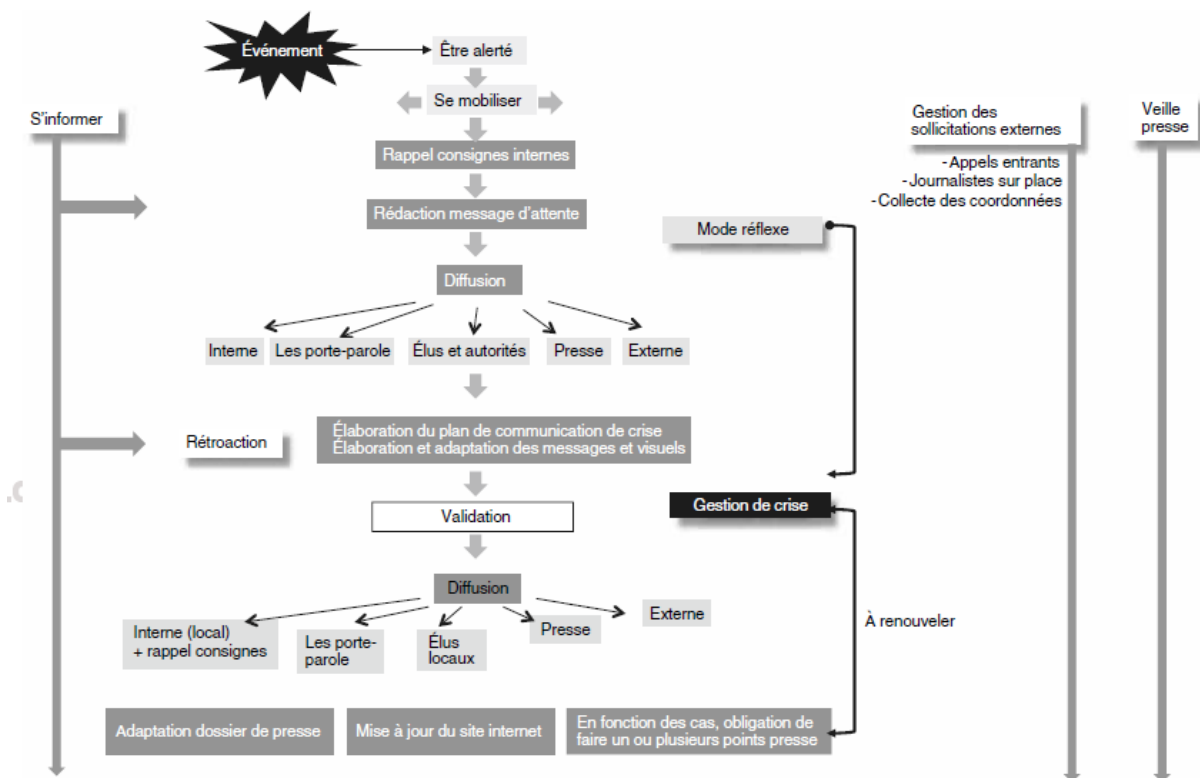 Événement
Être alerté
Se mobiliser
S'informer
Gestion des
sollicitations externes
Veille
presse
-Appels entrants
-Journalistes sur place
-Collecte des coordonnées
Rappel consignes internes
Rédaction message d'attente
Mode réflexe
Diffusion
Interne
Les porte-parole
Élus et autorités
Presse
Externe
Rétroaction
Élaboration du plan de communication de crise
Élaboration et adaptation des messages et visuels
Validation
Gestion de crise
Diffusion
Interne (local)
+ rappel consignes
Les porte-
parole
Élus
locaux
Presse
Externe
À renouveler
Adaptation dossier de presse
Mise à jour du site internet
En fonction des cas, obligation de
faire un ou plusieurs points presse